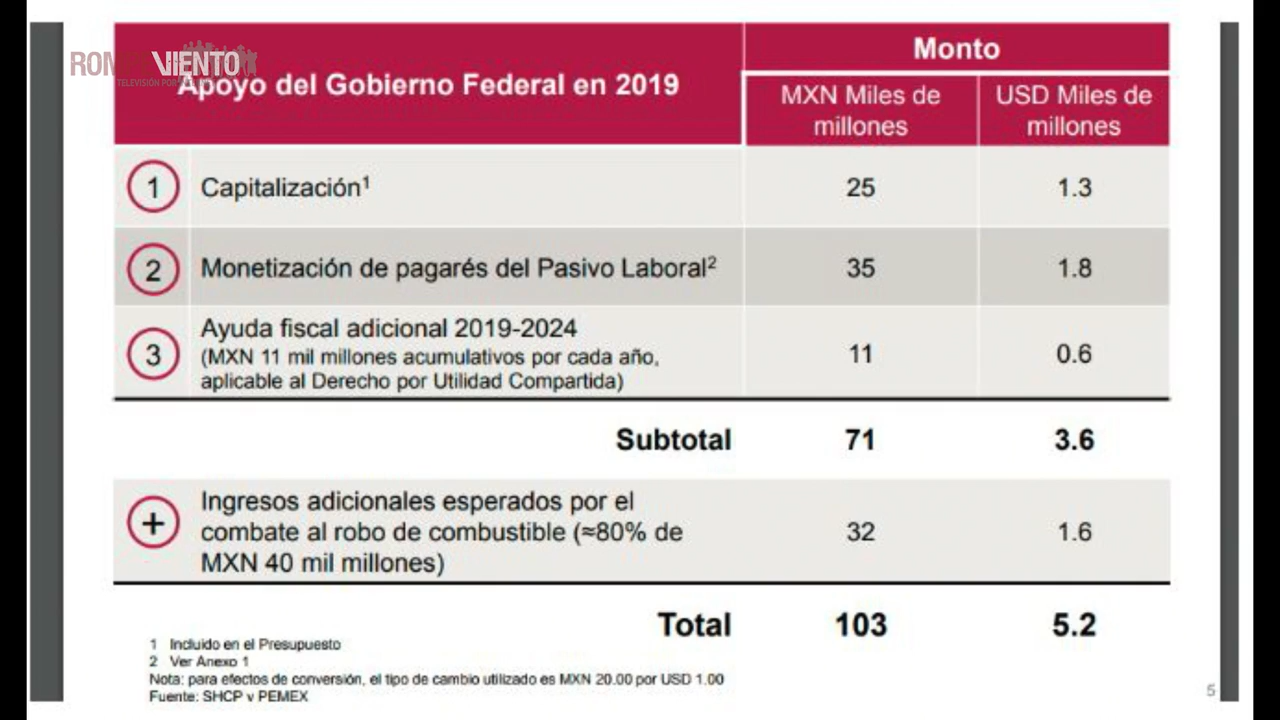 ROMPEVIENTO
TELEVISIÓN POR
Apoyo del Gobierno Federal en 2019
Monto
MXN Miles de
millones
USD Miles de
millones
1 Capitalización¹ 25 1.3
2 Monetización de pagarés del Pasivo Laboral² 35 1.8
3 Ayuda fiscal adicional 2019-2024
(MXN 11 mil millones acumulativos por cada año, 11 0.6
aplicable al Derecho por Utilidad Compartida)
Subtotal 71 3.6
Ingresos adicionales esperados por el
+ combate al robo de combustible (≈80% de 32 1.6
MXN 40 mil millones)
Total 103 5.2
1 Incluido en el Presupuesto
2 Ver Anexo 1
Nota: para efectos de conversión, el tipo de cambio utilizado es MXN 20.00 por USD 1.00
Fuente: SHCP y PEMEX
5